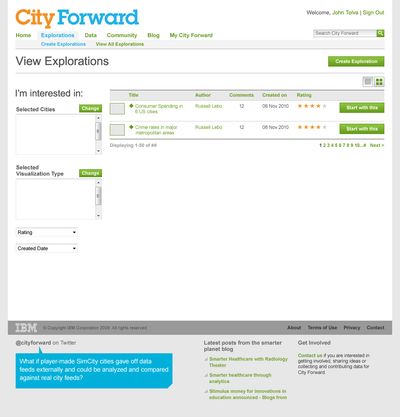 City Forward
Welcome, John Tolva | Sign Out
Home Explorations Data Community Blog My City Forward
Search City Forward
Create Explorations View All Explorations
View Explorations
Create Exploration
I'm interested in:
Selected Cities
Change
Title Author Comments Created on Rating
Consumer Spending in
6 US cities
Russell Lebo 12 08 Nov 2010
Start with this
Crime rates in major
metropolitan areas
Russell Lebo 12 08 Nov 2010
Start with this
Displaying 1-50 of ##
1 2 3 4 5 6 7 8 9 10...# Next >
Selected
Visualization Type
Change
Rating
Created Date
IBM
© Copyright IBM Corporation 2009. All rights reserved.
About Terms of Use Privacy Contact
@cityforward on Twitter
What if player-made SimCity cities gave off data
feeds externally and could be analyzed and compared
against real city feeds?
Latest posts from the smarter
planet blog
Smarter Healthcare with Radiology
Theater
Smarter healthcare through
analytics
Stimulus money for innovations in
education announced - Blogs from
Get Involved
Contact us if you are interested in
getting involved, sharing ideas or
collecting and contributing data for
City Forward.